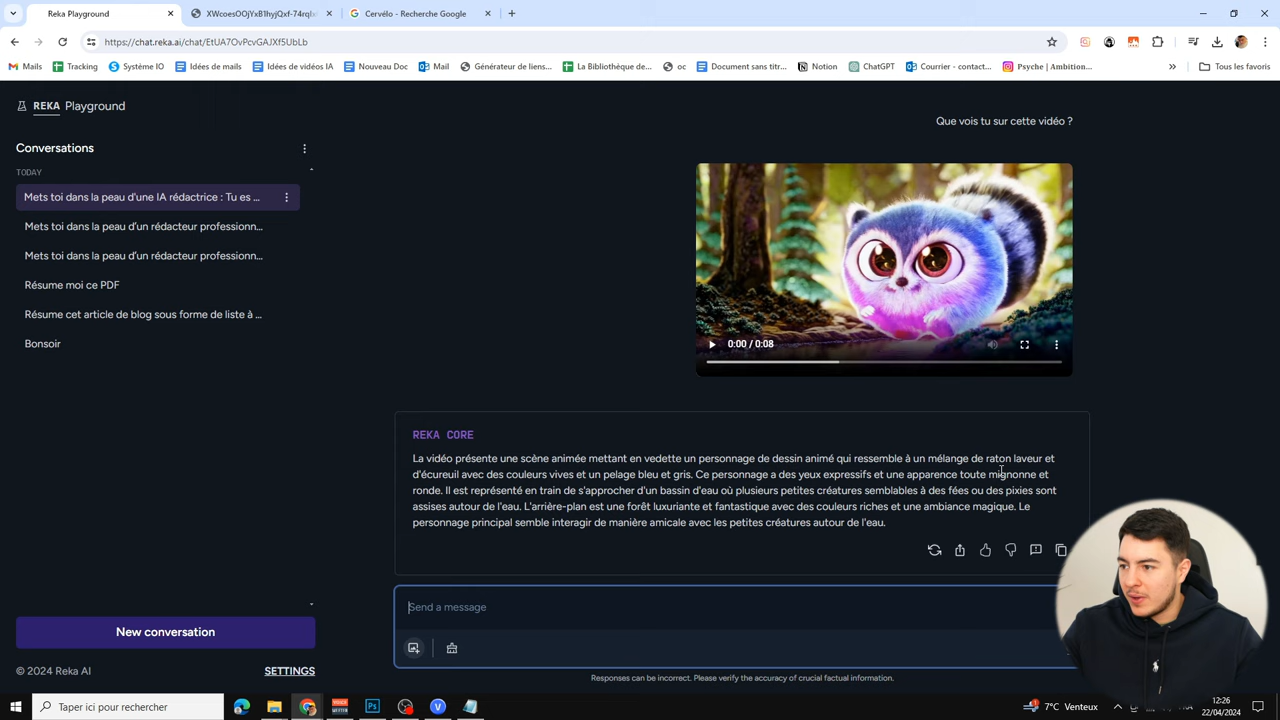 Reka Playground
XWcoesOOjYxB1hyjQxf-74rqlxf
Cervélo - Recherche Google
https://chat.reka.ai/chat/EtUA7OvPcvGAJXf5UbLb
Mails
Tracking
Système IO
Idées de mails
Idées de vidéos IA
Nouveau Doc
Mail
Générateur de liens...
La Bibliothèque de...
oc
Document sans titr...
Notion
ChatGPT
Courrier - contact...
Psyche | Ambition...
»
Tous les favoris
REKA Playground
Conversations
TODAY
Mets toi dans la peau d'une IA rédactrice : Tu es ...
Mets toi dans la peau d'un rédacteur professionn...
Mets toi dans la peau d'un rédacteur professionn...
Résume moi ce PDF
Résume cet article de blog sous forme de liste à ...
Bonsoir
New conversation
© 2024 Reka AI
SETTINGS
Que vois tu sur cette vidéo ?
0:00 / 0:08
REKA CORE
La vidéo présente une scène animée mettant en vedette un personnage de dessin animé qui ressemble à un mélange de raton laveur et
d'écureuil avec des couleurs vives et un pelage bleu et gris. Ce personnage a des yeux expressifs et une apparence toute mignonne et
ronde. Il est représenté en train de s'approcher d'un bassin d'eau où plusieurs petites créatures semblables à des fées ou des pixies sont
assises autour de l'eau. L'arrière-plan est une forêt luxuriante et fantastique avec des couleurs riches et une ambiance magique. Le
personnage principal semble interagir de manière amicale avec les petites créatures autour de l'eau.
Send a message
Responses can be incorrect. Please verify the accuracy of crucial factual information.
Taper ici pour rechercher
7°C Venteux
12:26
22/04/2024